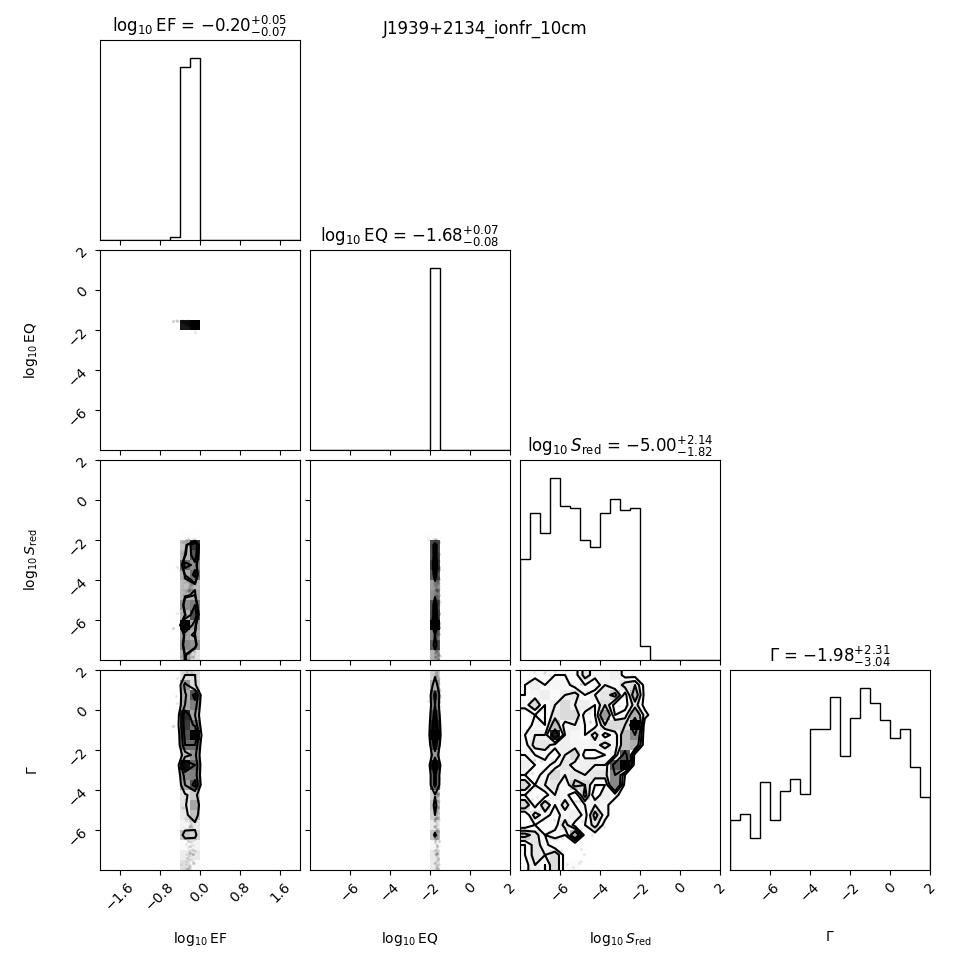 J1939+2134_ionfr_10cm
log₁₀ EF = −0.20⁺⁰·⁰⁵₋₀.₀₇
log₁₀ EQ = −1.68⁺⁰·⁰⁷₋₀.₀₈
2
0
−2
−4
−6
log₁₀ EQ
log₁₀ S_red = −5.00⁺²·¹⁴₋₁.₈₂
2
0
−2
−4
−6
log₁₀ S_red
Γ = −1.98⁺²·³¹₋₃.₀₄
2
0
−2
−4
−6
Γ
−1.6 −0.8 0.0 0.8 1.6 −6 −4 −2 0 2 −6 −4 −2 0 2 −6 −4 −2 0 2
log₁₀ EF log₁₀ EQ log₁₀ S_red Γ